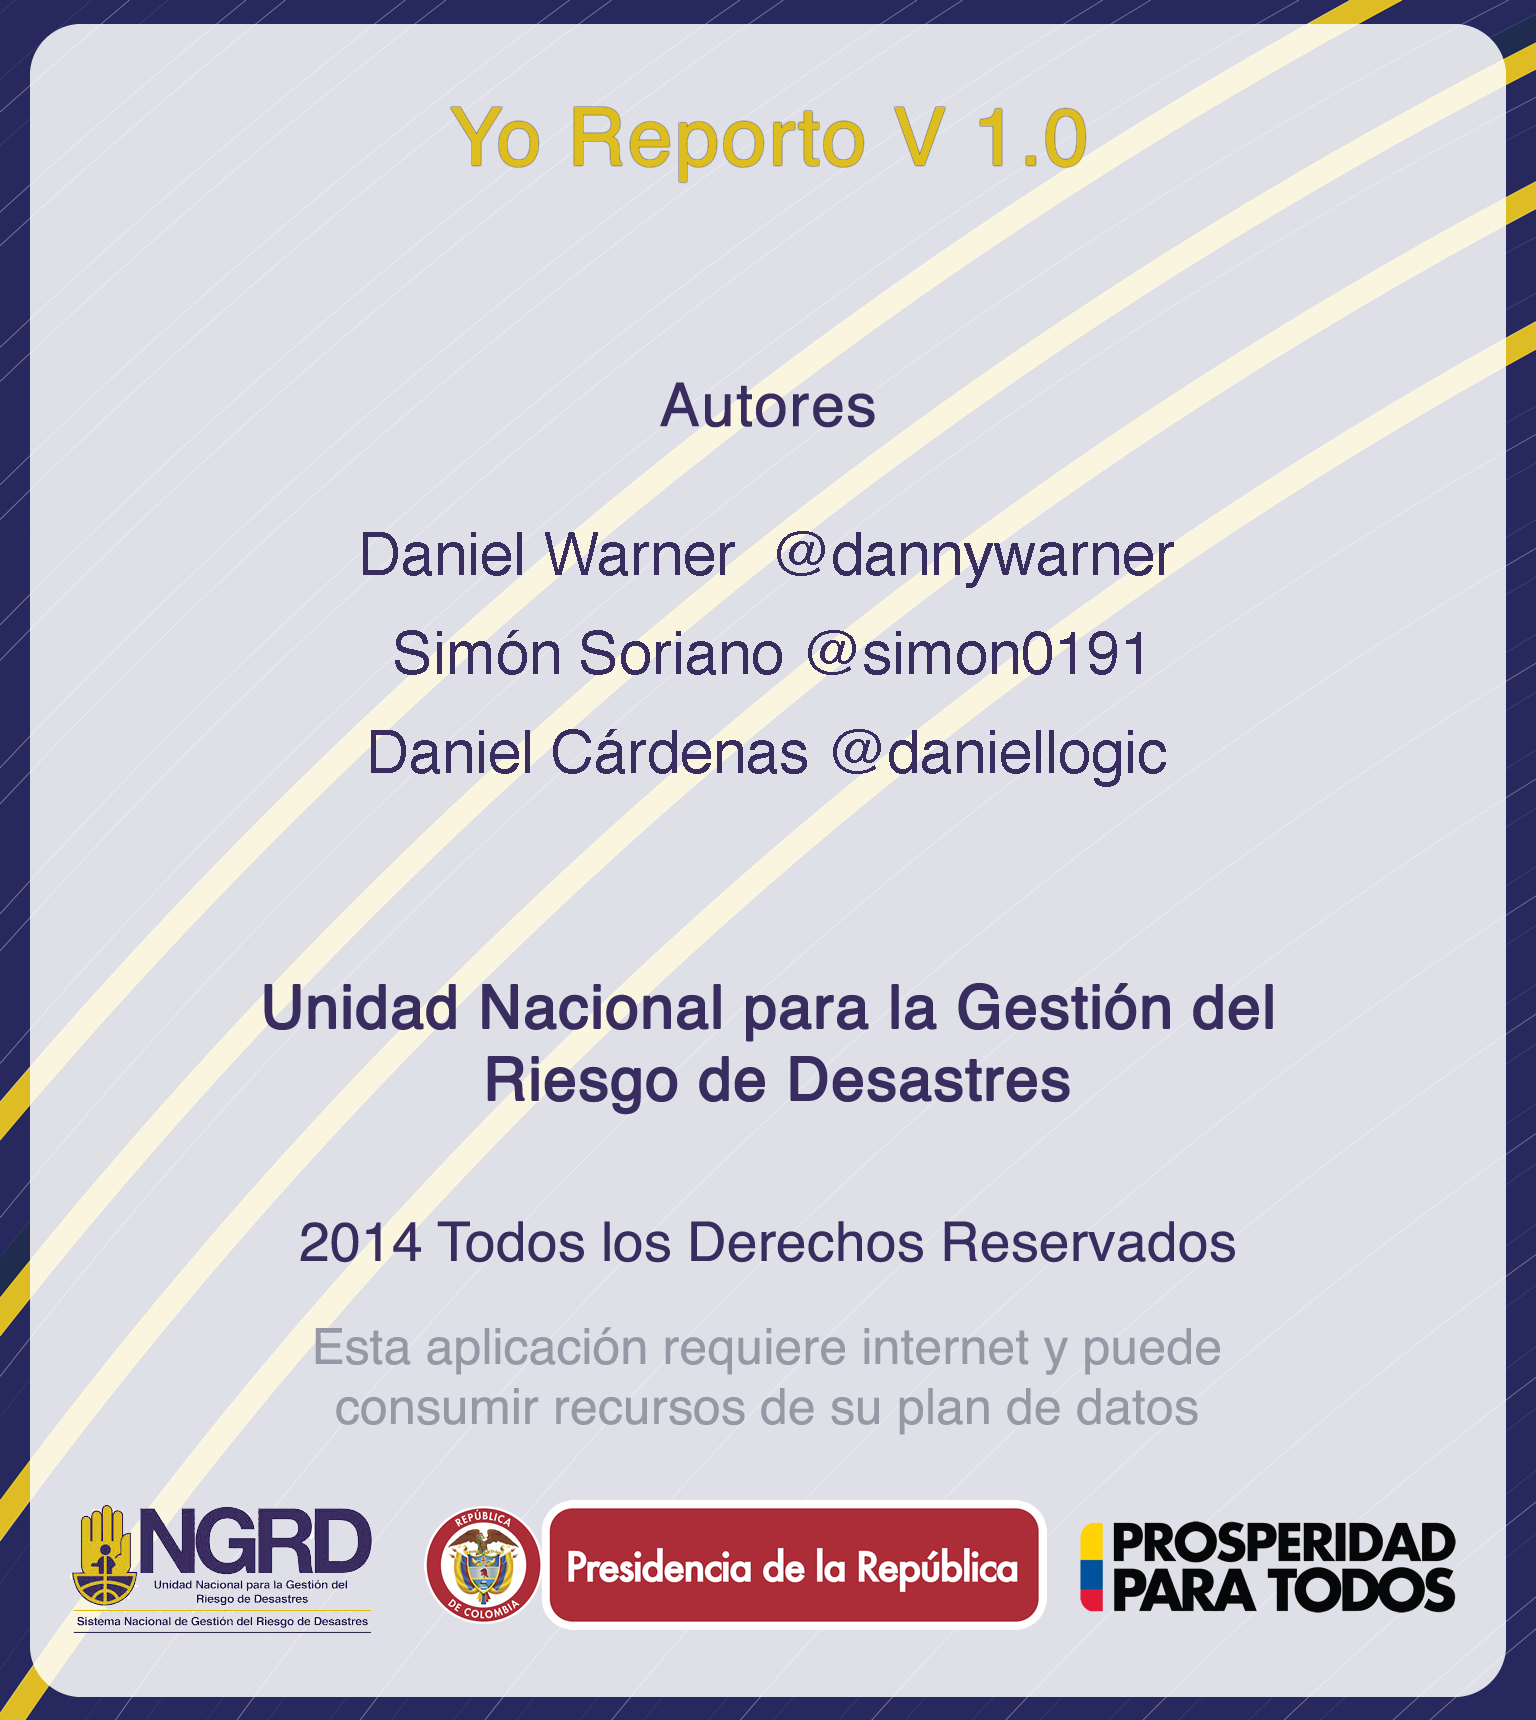 Yo Reporto V 1.0
Autores
Daniel Warner @dannywarner
Simón Soriano @simon0191
Daniel Cárdenas @daniellogic
Unidad Nacional para la Gestión del
Riesgo de Desastres
2014 Todos los Derechos Reservados
Esta aplicación requiere internet y puede
consumir recursos de su plan de datos
NGRD
Unidad Nacional para la Gestión del
Riesgo de Desastres
Sistema Nacional de Gestión del Riesgo de Desastres
REPÚBLICA
DE COLOMBIA
Presidencia de la República
PROSPERIDAD
PARA TODOS